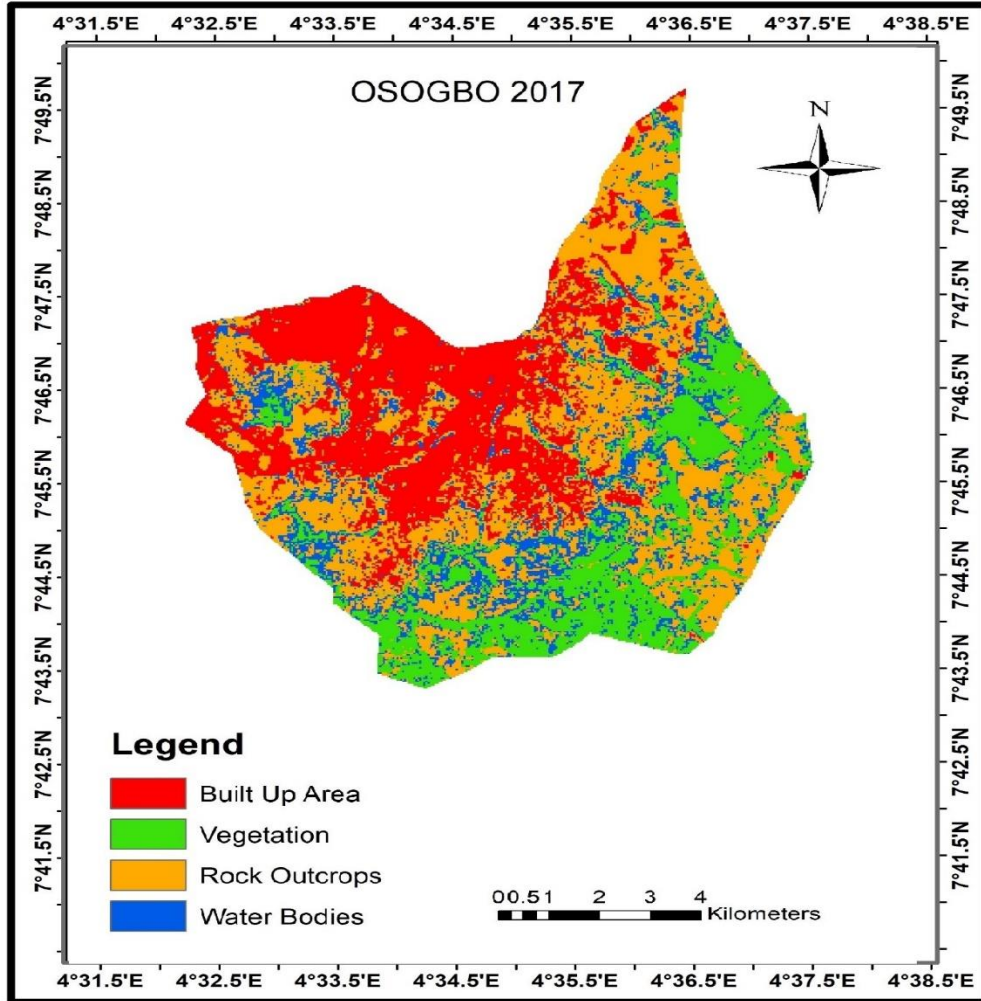 4°31.5'E 4°32.5'E 4°33.5'E 4°34.5'E 4°35.5'E 4°36.5'E 4°37.5'E 4°38.5'E
OSOGBO 2017
N
7°49.5'N 7°49.5'N
7°48.5'N 7°48.5'N
7°47.5'N 7°47.5'N
7°46.5'N 7°46.5'N
7°45.5'N 7°45.5'N
7°44.5'N 7°44.5'N
7°43.5'N 7°43.5'N
7°42.5'N 7°42.5'N
7°41.5'N 7°41.5'N
Legend
Built Up Area
Vegetation
Rock Outcrops
Water Bodies
0 0.5 1 2 3 4
Kilometers
4°31.5'E 4°32.5'E 4°33.5'E 4°34.5'E 4°35.5'E 4°36.5'E 4°37.5'E 4°38.5'E